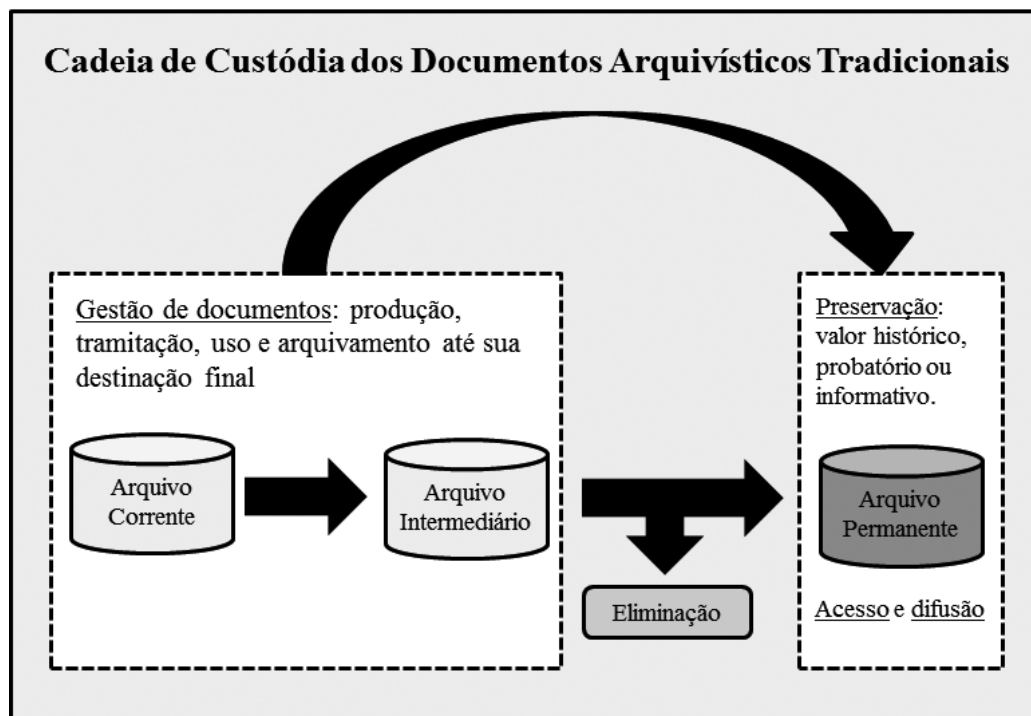 Cadeia de Custódia dos Documentos Arquivísticos Tradicionais
Gestão de documentos: produção,
tramitação, uso e arquivamento até sua
destinação final
Arquivo
Corrente
Arquivo
Intermediário
Eliminação
Preservação:
valor histórico,
probatório ou
informativo.
Arquivo
Permanente
Acesso e difusão